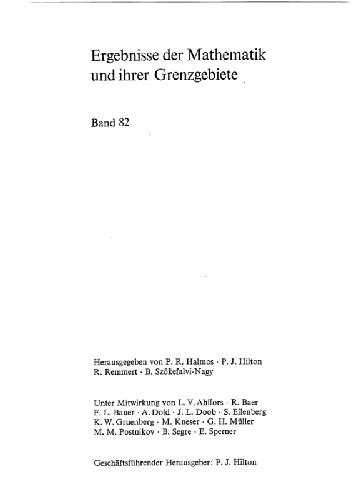 Ergebnisse der Mathematik
und ihrer Grenzgebiete
Band 82
Herausgegeben von P. R. Halmos · P. J. Hilton
R. Remmert · B. Szőkefalvi-Nagy
Unter Mitwirkung von L. V. Ahlfors · R. Baer
F. L. Bauer · A. Dold · J. L. Doob · S. Eilenberg
K. W. Gruenberg · M. Kneser · G. H. Müller
M. M. Postnikov · B. Segre · E. Sperner
Geschäftsführender Herausgeber: P. J. Hilton